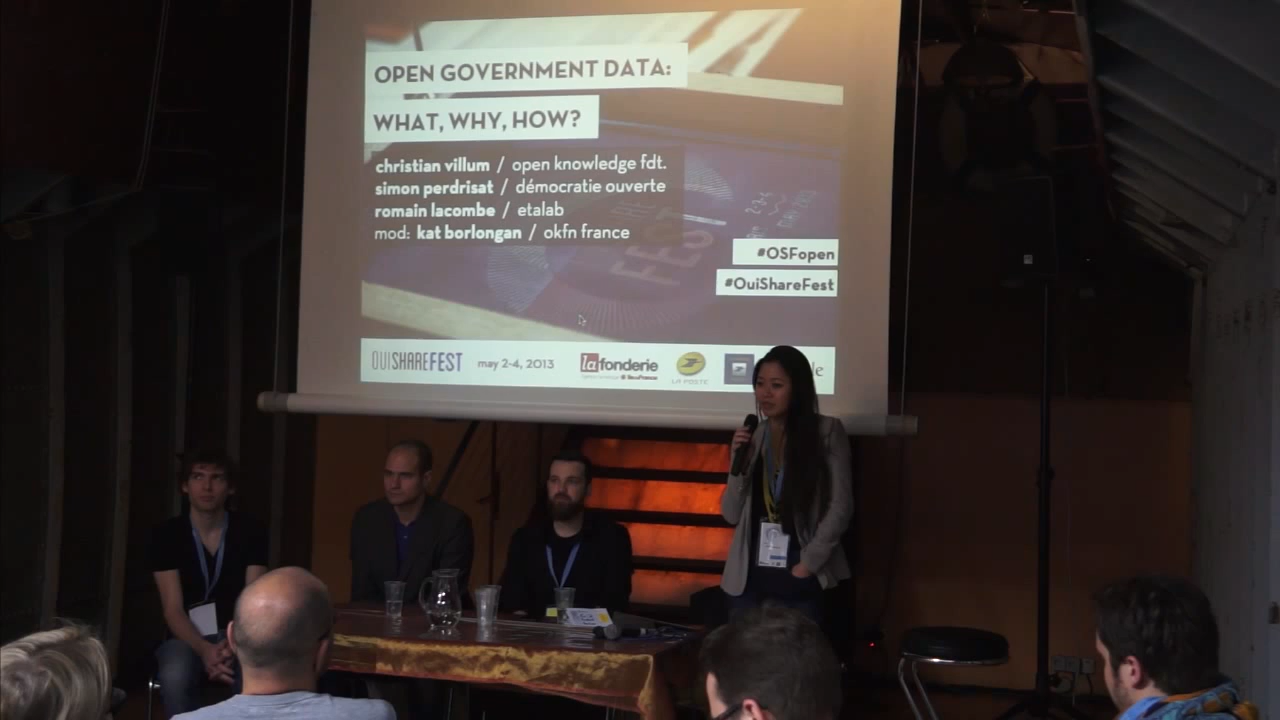 OPEN GOVERNMENT DATA:
WHAT, WHY, HOW?
christian villum / open knowledge fdt.
simon perdrisat / démocratie ouverte
romain lacombe / etalab
mod: kat borlongan / okfn france
#OSFopen
#OuiShareFest
OUISHAREFEST may 2-4, 2013 lafonderie LA POSTE